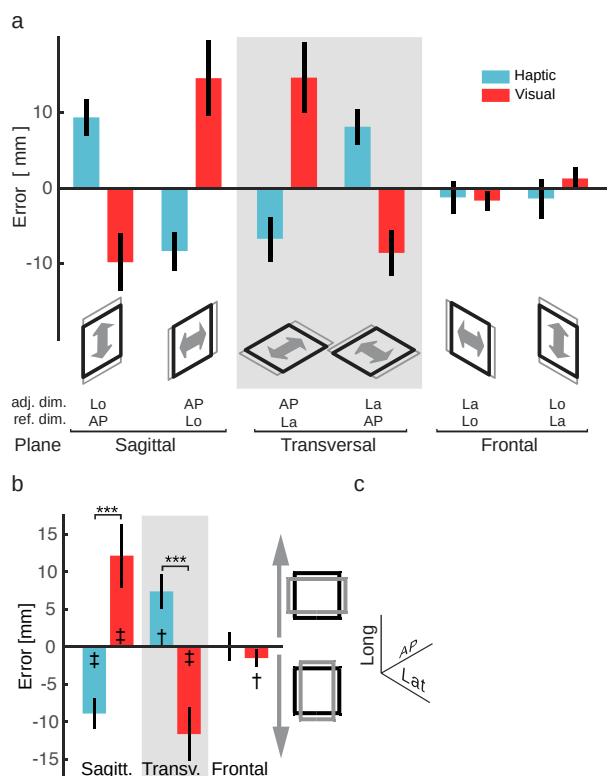 a
Haptic
Visual
Error [ mm ]
10
0
-10
adj. dim. Lo AP AP La La Lo
ref. dim. AP Lo La AP Lo La
Plane Sagittal Transversal Frontal
b
c
*** ***
Error [mm]
15
10
5
0
-5
-10
-15
‡ ‡ † ‡ †
Sagitt. Transv. Frontal
Long
AP
Lat